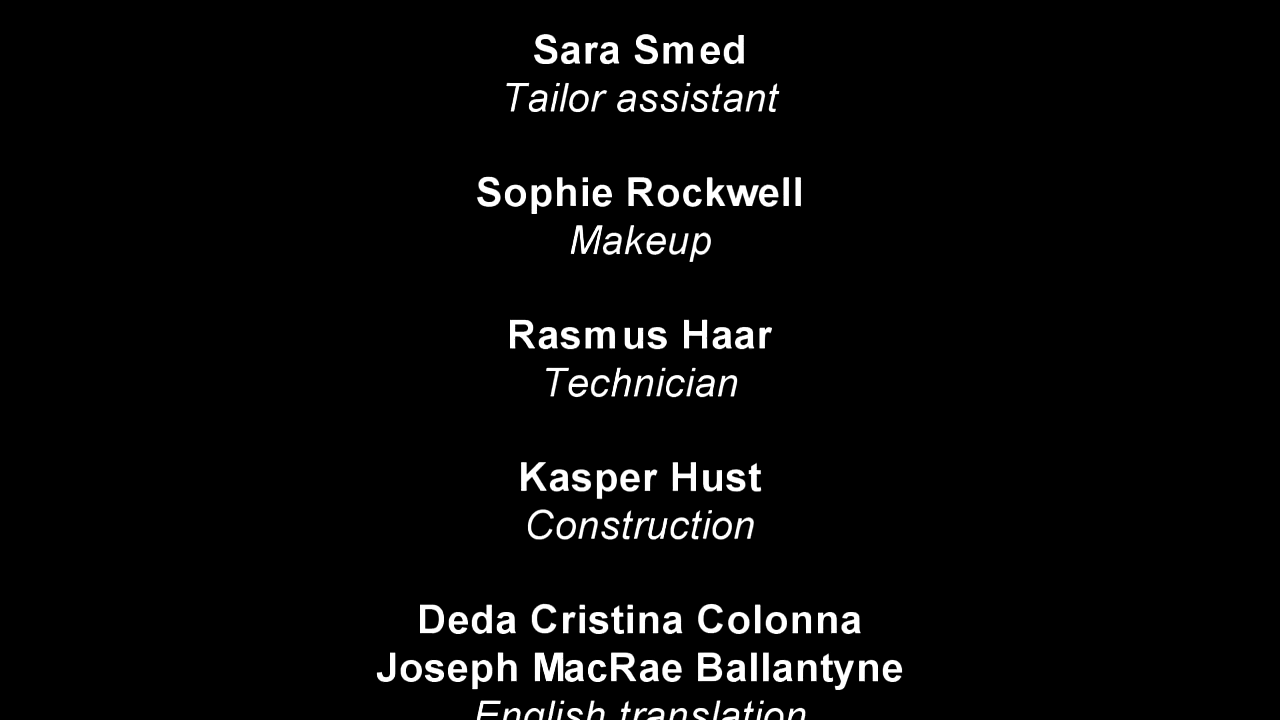 Sara Smed
Tailor assistant
Sophie Rockwell
Makeup
Rasmus Haar
Technician
Kasper Hust
Construction
Deda Cristina Colonna
Joseph MacRae Ballantyne
English translation